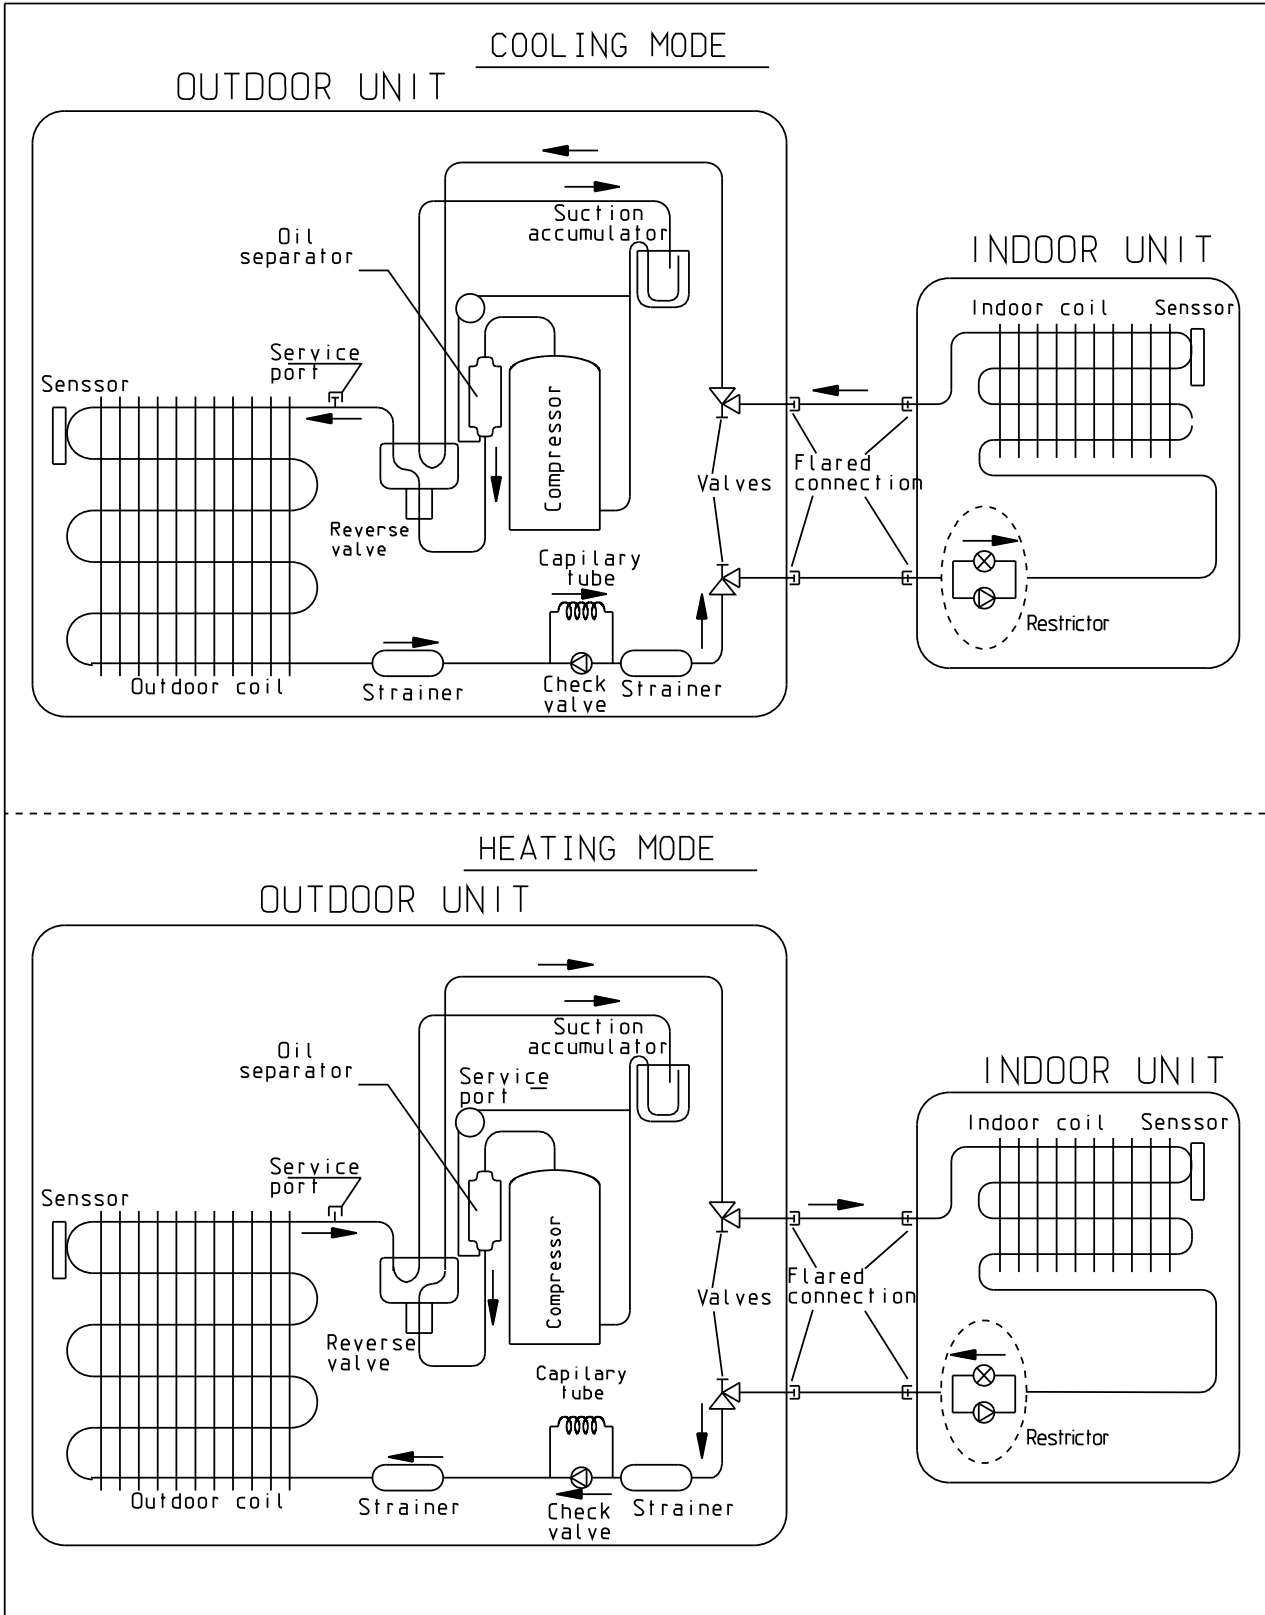 COOLING MODE
OUTDOOR UNIT
Suction
accumulator
Oil
separator
INDOOR UNIT
Indoor coil
Senssor
Service
port
Senssor
Compressor
Flared
connection
Valves
Reverse
valve
Capilary
tube
Restrictor
Outdoor coil
Strainer
Check
valve
Strainer
HEATING MODE
OUTDOOR UNIT
Suction
accumulator
Oil
separator
Service
port
INDOOR UNIT
Indoor coil
Senssor
Service
port
Senssor
Compressor
Flared
connection
Valves
Reverse
valve
Capilary
tube
Restrictor
Outdoor coil
Strainer
Check
valve
Strainer